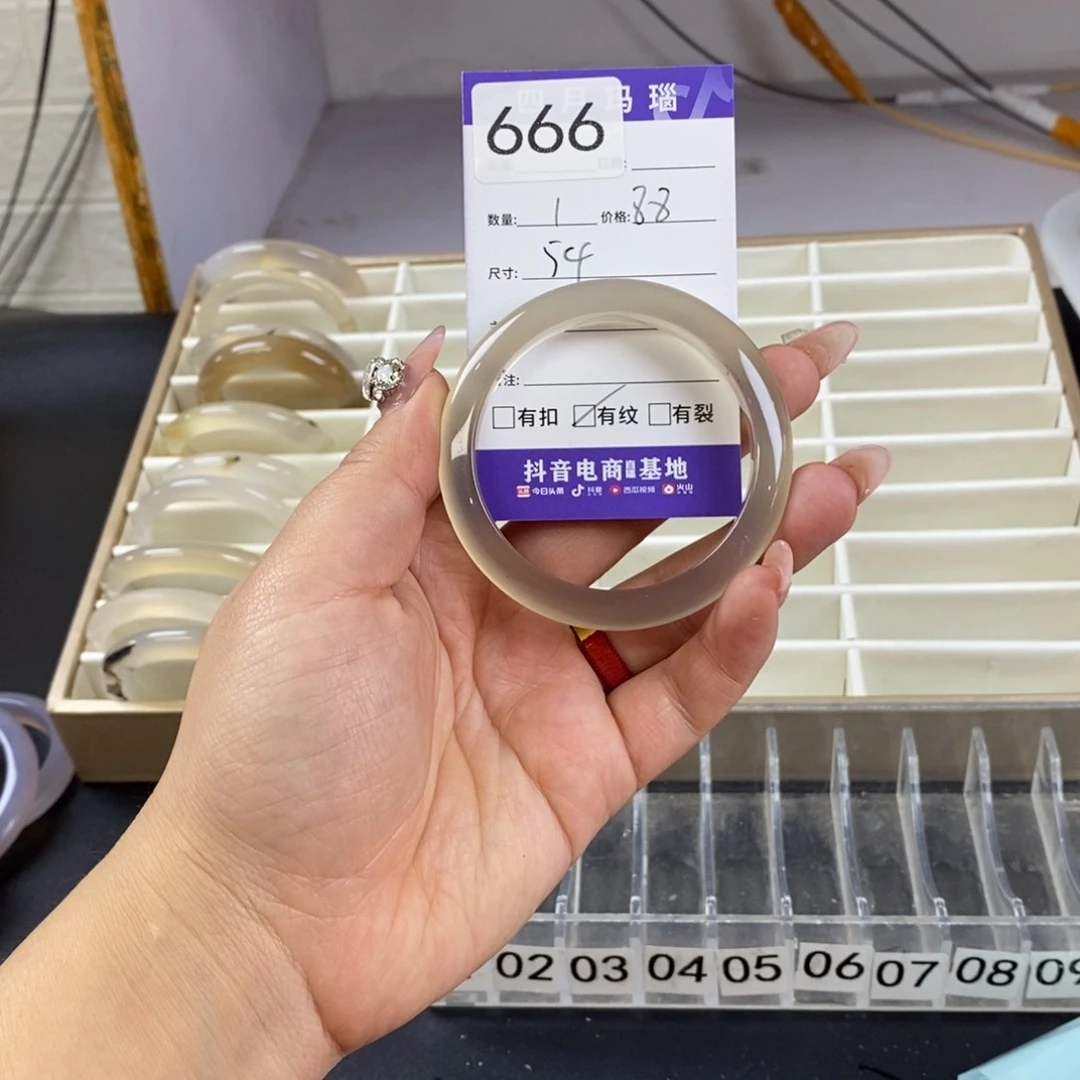 四月玛瑙
666
数量: 1 价格: 88
尺寸: 54
注:
有扣 有纹 有裂
抖音电商直播基地
今日头条 抖音 西瓜视频 火山
02 03 04 05 06 07 08 09